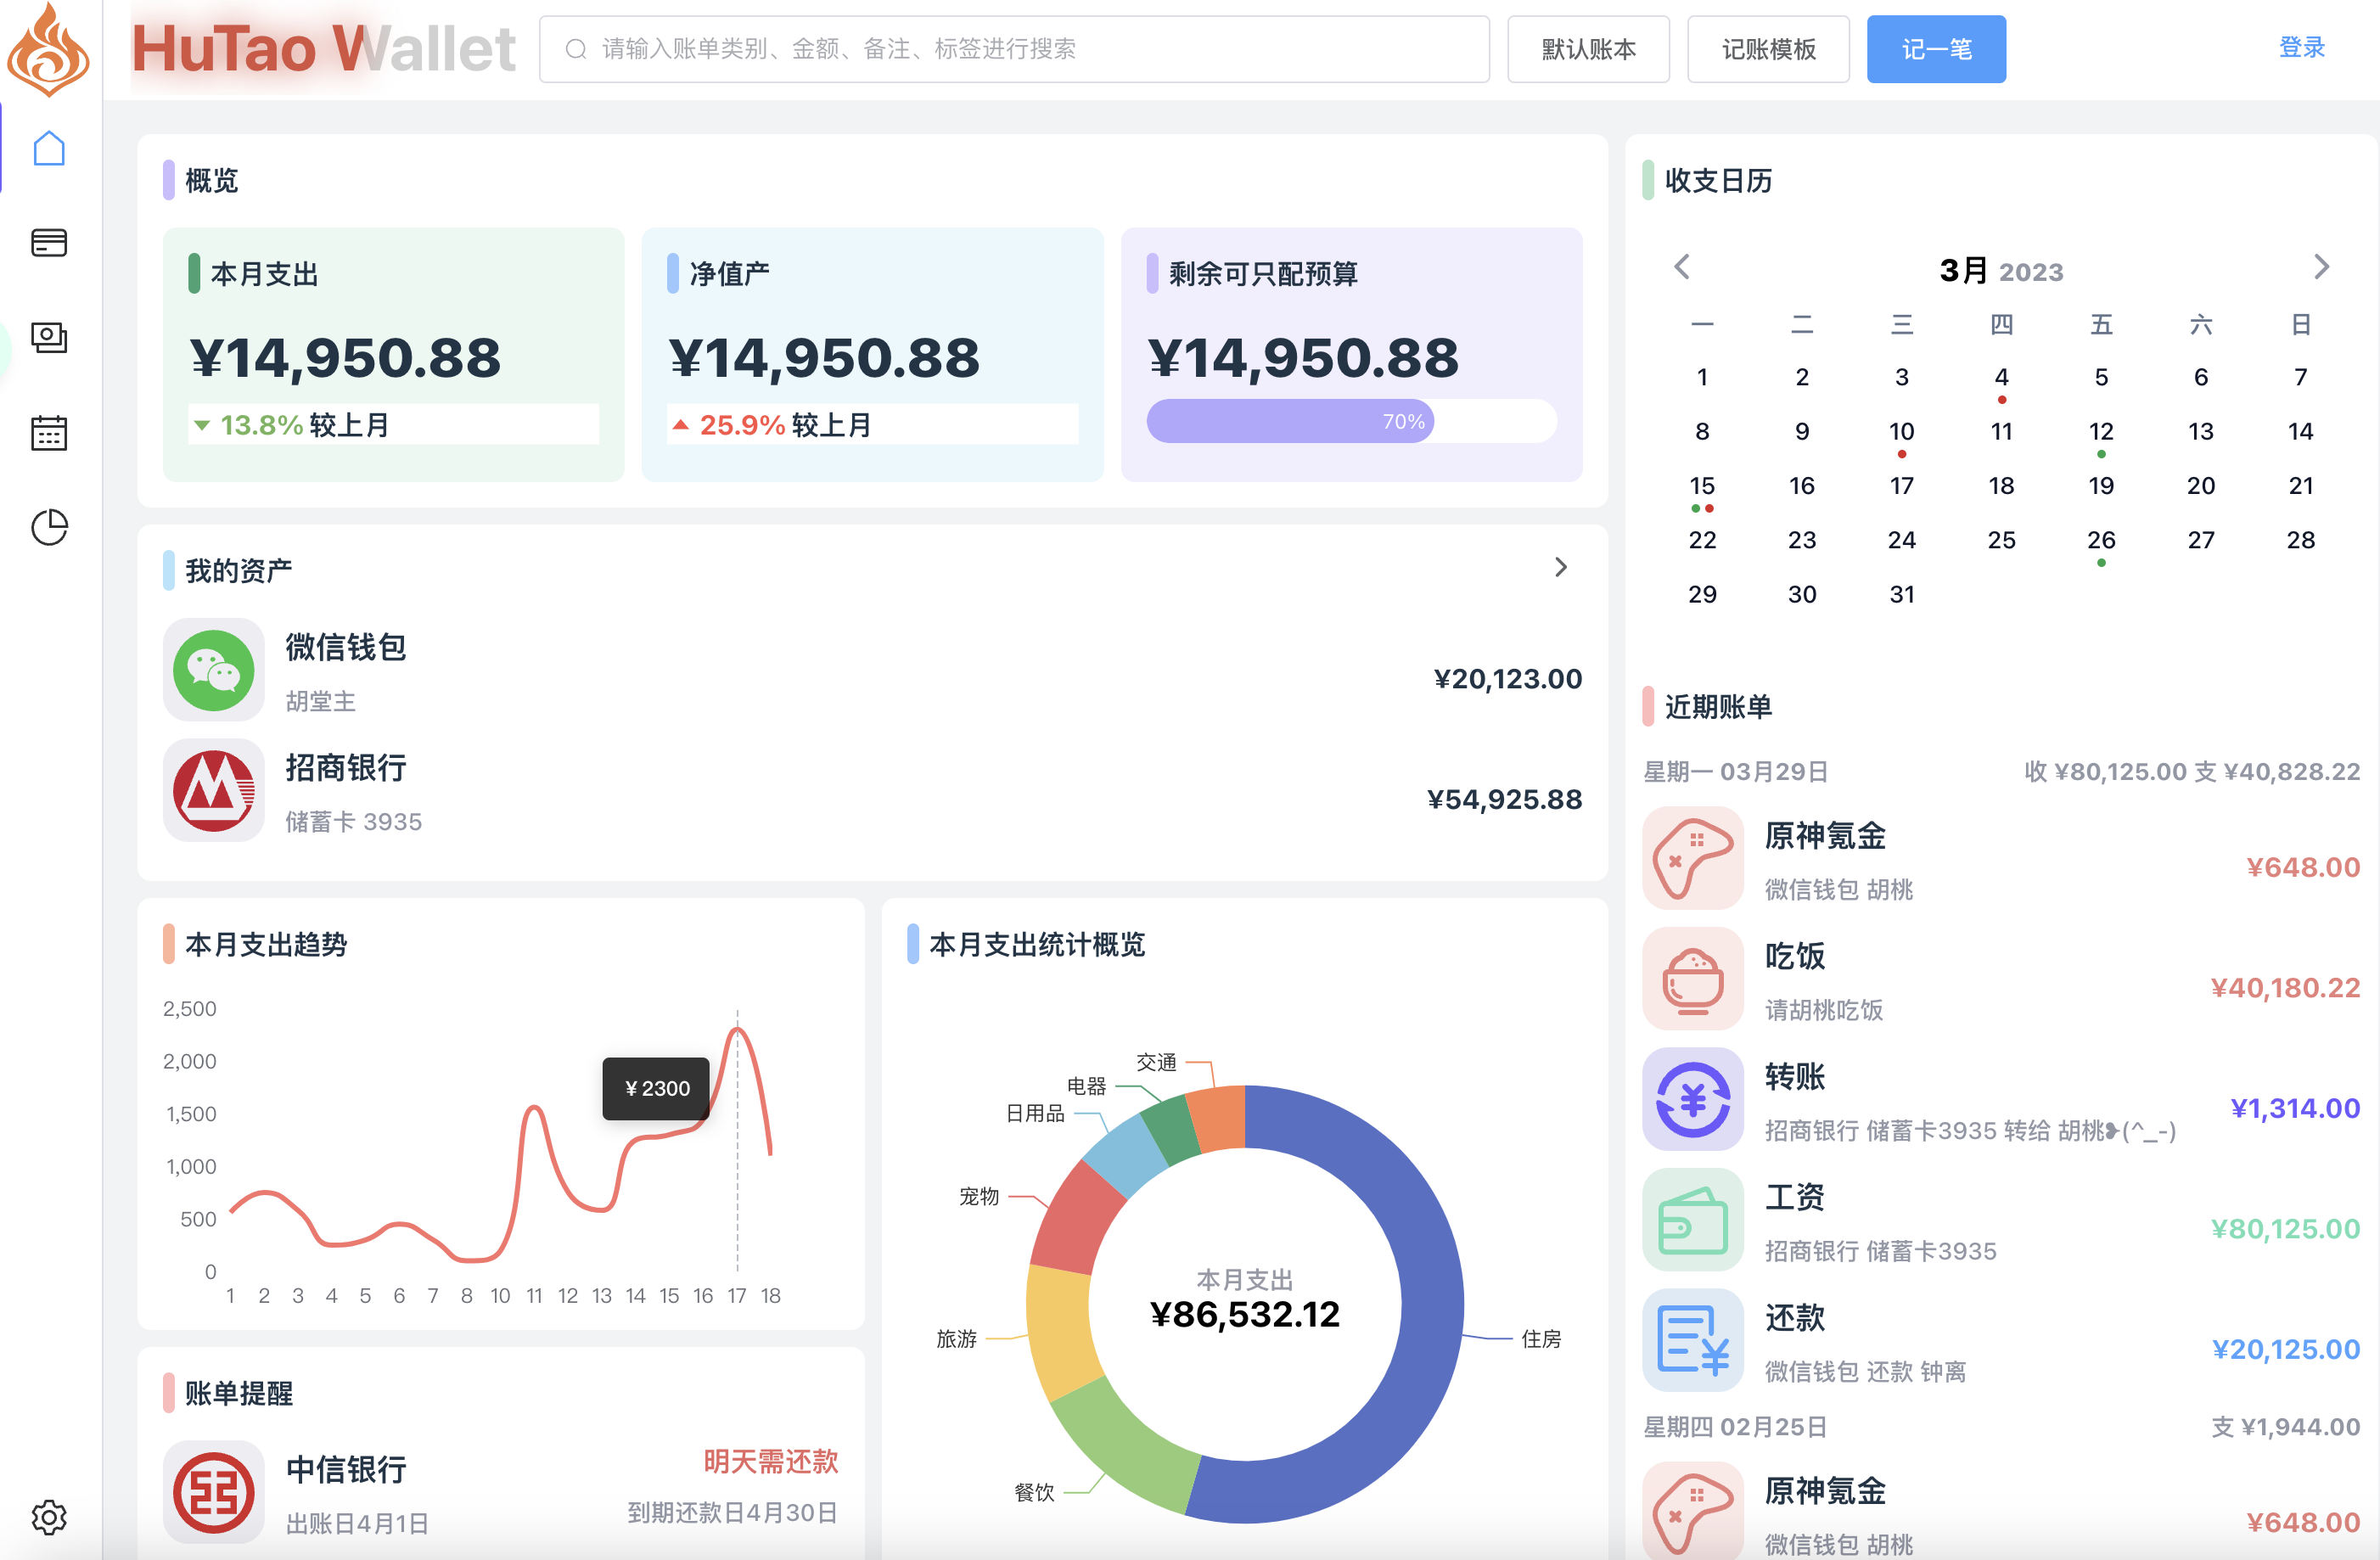 HuTao Wallet
请输入账单类别、金额、备注、标签进行搜索
默认账本
记账模板
记一笔
登录
概览
本月支出
¥14,950.88
13.8% 较上月
净值产
¥14,950.88
25.9% 较上月
剩余可只配预算
¥14,950.88
70%
我的资产
微信钱包
胡堂主
¥20,123.00
招商银行
储蓄卡 3935
¥54,925.88
本月支出趋势
2,500
2,000
1,500
1,000
500
0
1 2 3 4 5 6 7 8 10 11 12 13 14 15 16 17 18
¥ 2300
账单提醒
中信银行
出账日4月1日
明天需还款
到期还款日4月30日
本月支出统计概览
交通
电器
日用品
宠物
旅游
餐饮
住房
本月支出
¥86,532.12
收支日历
3月 2023
一 二 三 四 五 六 日
1 2 3 4 5 6 7
8 9 10 11 12 13 14
15 16 17 18 19 20 21
22 23 24 25 26 27 28
29 30 31
近期账单
星期一 03月29日
收 ¥80,125.00 支 ¥40,828.22
原神氪金
微信钱包 胡桃
¥648.00
吃饭
请胡桃吃饭
¥40,180.22
转账
招商银行 储蓄卡3935 转给 胡桃❥(^_-)
¥1,314.00
工资
招商银行 储蓄卡3935
¥80,125.00
还款
微信钱包 还款 钟离
¥20,125.00
星期四 02月25日
支 ¥1,944.00
原神氪金
微信钱包 胡桃
¥648.00